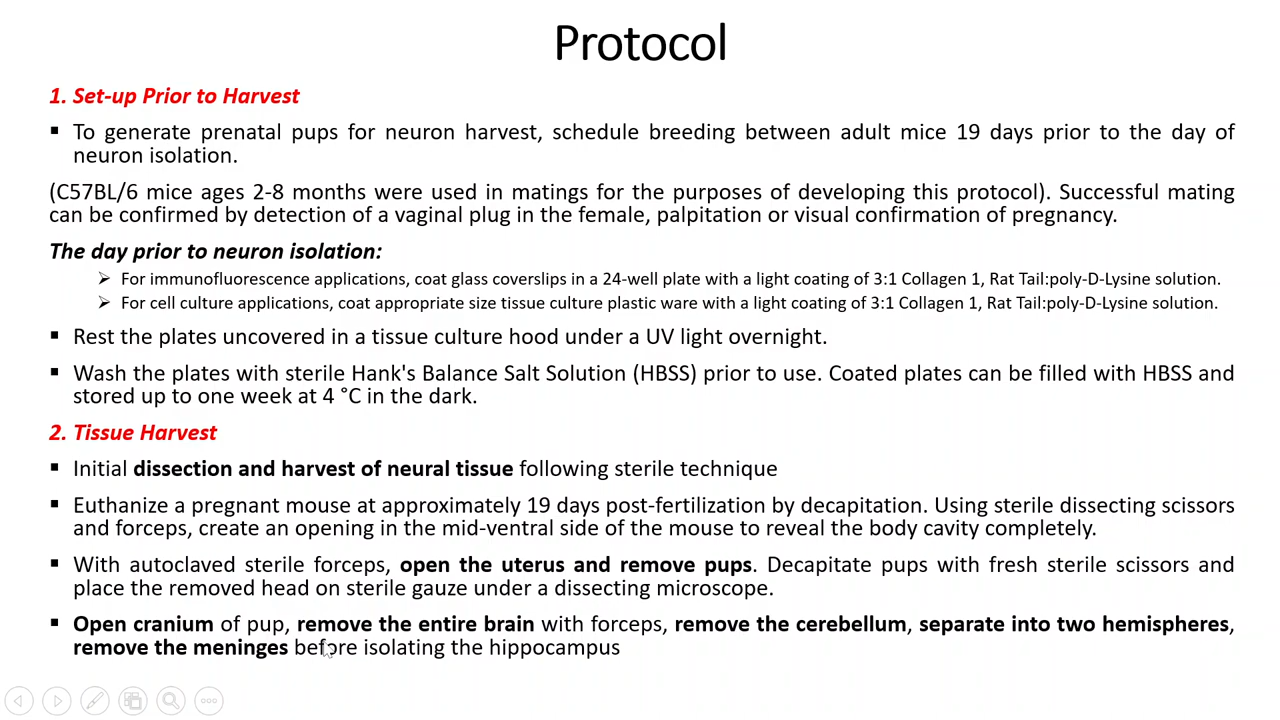 Protocol
1. Set-up Prior to Harvest
▪ To generate prenatal pups for neuron harvest, schedule breeding between adult mice 19 days prior to the day of
neuron isolation.
(C57BL/6 mice ages 2-8 months were used in matings for the purposes of developing this protocol). Successful mating
can be confirmed by detection of a vaginal plug in the female, palpitation or visual confirmation of pregnancy.
The day prior to neuron isolation:
➢ For immunofluorescence applications, coat glass coverslips in a 24-well plate with a light coating of 3:1 Collagen 1, Rat Tail:poly-D-Lysine solution.
➢ For cell culture applications, coat appropriate size tissue culture plastic ware with a light coating of 3:1 Collagen 1, Rat Tail:poly-D-Lysine solution.
▪ Rest the plates uncovered in a tissue culture hood under a UV light overnight.
▪ Wash the plates with sterile Hank's Balance Salt Solution (HBSS) prior to use. Coated plates can be filled with HBSS and
stored up to one week at 4 °C in the dark.
2. Tissue Harvest
▪ Initial dissection and harvest of neural tissue following sterile technique
▪ Euthanize a pregnant mouse at approximately 19 days post-fertilization by decapitation. Using sterile dissecting scissors
and forceps, create an opening in the mid-ventral side of the mouse to reveal the body cavity completely.
▪ With autoclaved sterile forceps, open the uterus and remove pups. Decapitate pups with fresh sterile scissors and
place the removed head on sterile gauze under a dissecting microscope.
▪ Open cranium of pup, remove the entire brain with forceps, remove the cerebellum, separate into two hemispheres,
remove the meninges before isolating the hippocampus